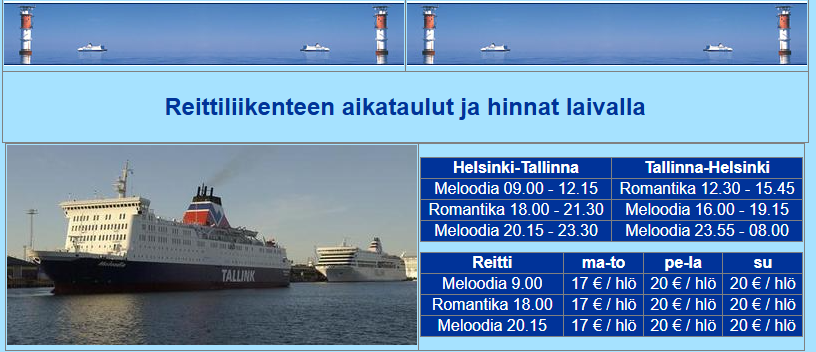 Reittiliikenteen aikataulut ja hinnat laivalla
TALLINK
Helsinki-Tallinna Tallinna-Helsinki
Meloodia 09.00 - 12.15 Romantika 12.30 - 15.45
Romantika 18.00 - 21.30 Meloodia 16.00 - 19.15
Meloodia 20.15 - 23.30 Meloodia 23.55 - 08.00
Reitti ma-to pe-la su
Meloodia 9.00 17 € / hlö 20 € / hlö 20 € / hlö
Romantika 18.00 17 € / hlö 20 € / hlö 20 € / hlö
Meloodia 20.15 17 € / hlö 20 € / hlö 20 € / hlö